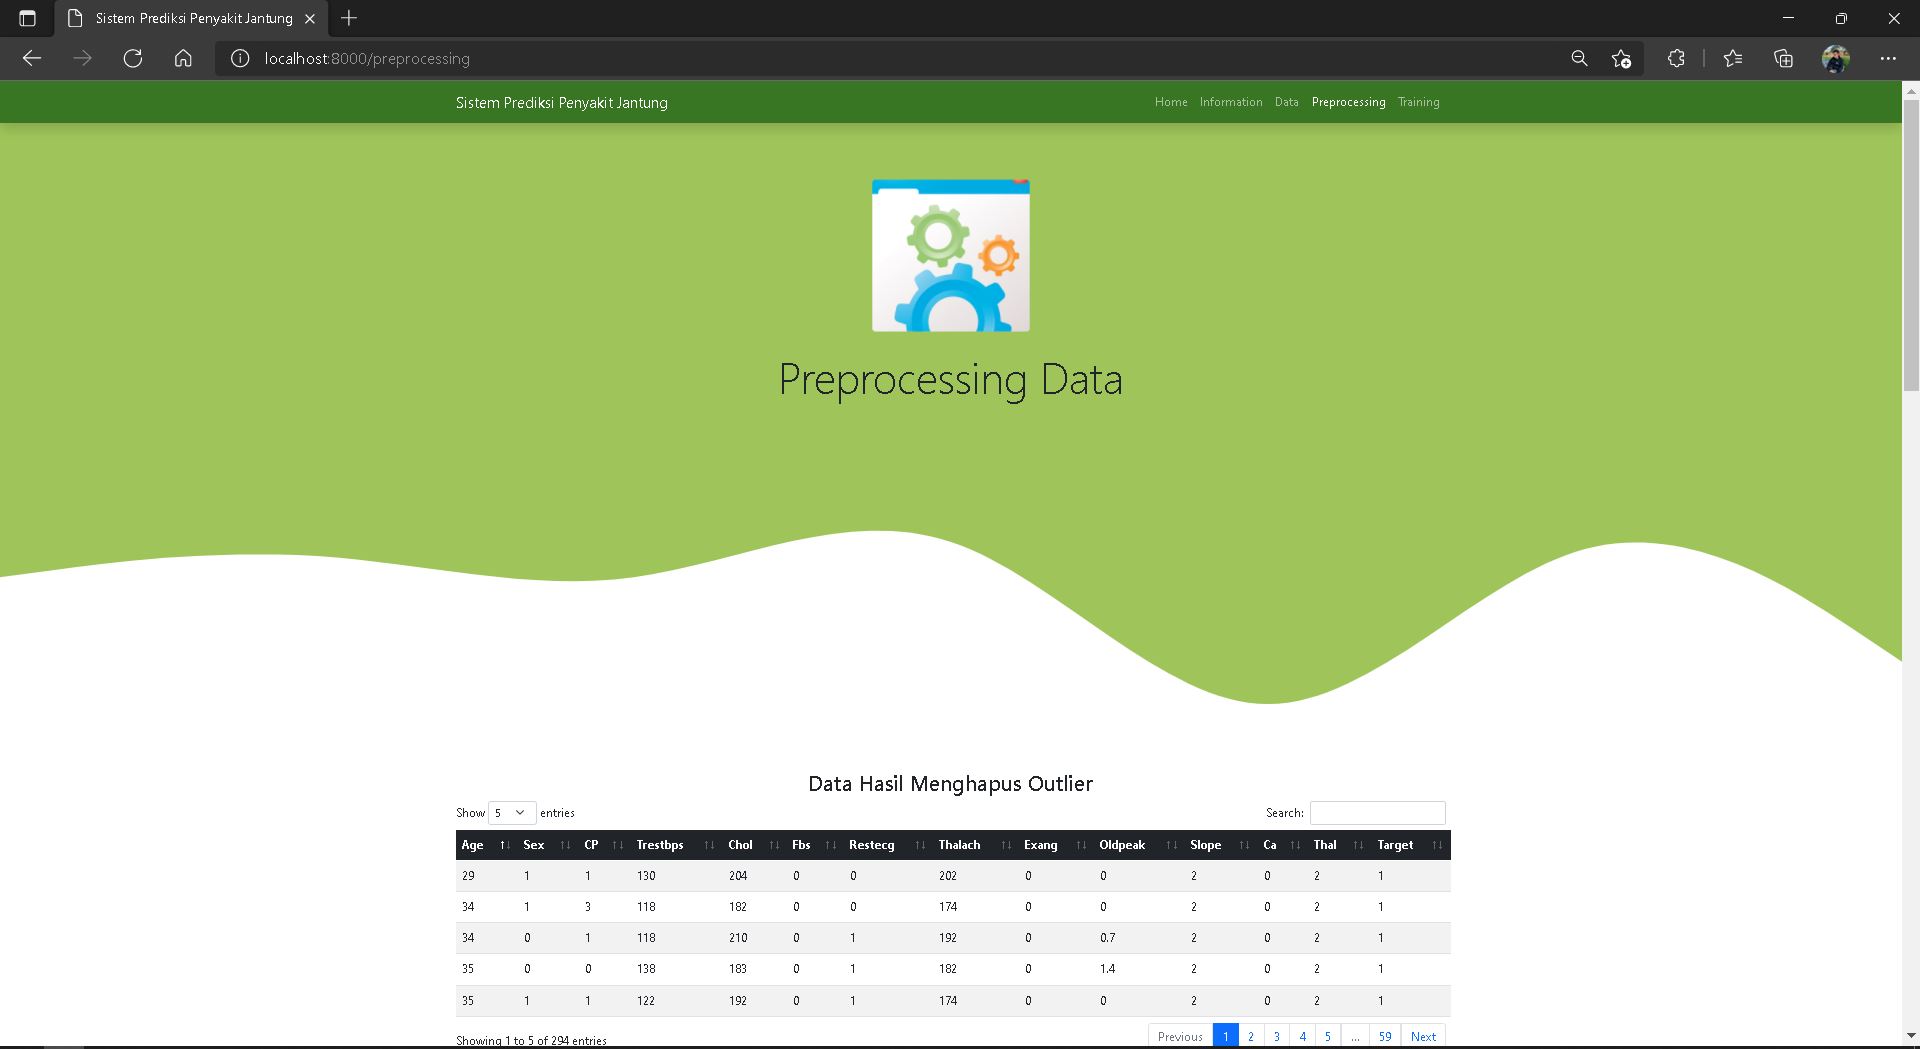 Sistem Prediksi Penyakit Jantung
localhost:8000/preprocessing
Sistem Prediksi Penyakit Jantung Home Information Data Preprocessing Training
Preprocessing Data
Data Hasil Menghapus Outlier
Show 5 entries Search:
Age Sex CP Trestbps Chol Fbs Restecg Thalach Exang Oldpeak Slope Ca Thal Target
29 1 1 130 204 0 0 202 0 0 2 0 2 1
34 1 3 118 182 0 0 174 0 0 2 0 2 1
34 0 1 118 210 0 1 192 0 0.7 2 0 2 1
35 0 0 138 183 0 1 182 0 1.4 2 0 2 1
35 1 1 122 192 0 1 174 0 0 2 0 2 1
Showing 1 to 5 of 294 entries Previous 1 2 3 4 5 ... 59 Next